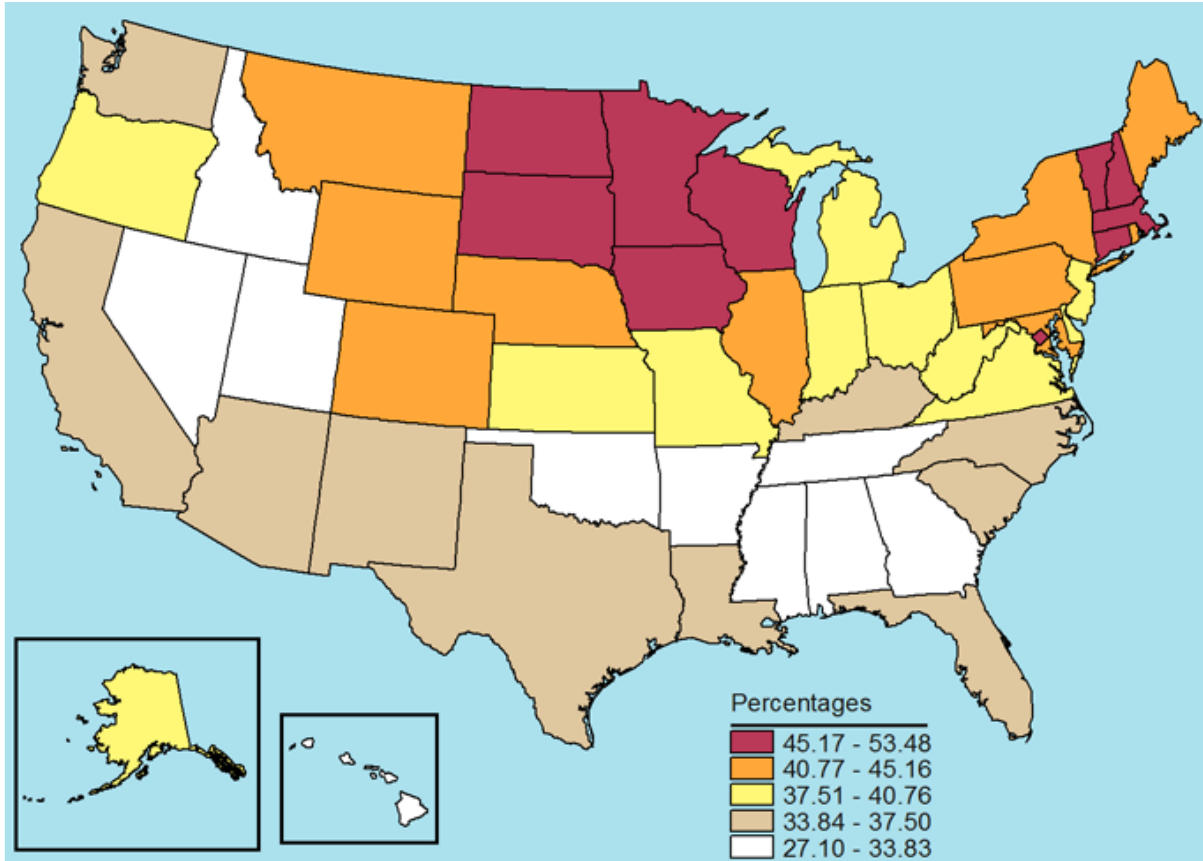 Percentages
45.17 - 53.48
40.77 - 45.16
37.51 - 40.76
33.84 - 37.50
27.10 - 33.83